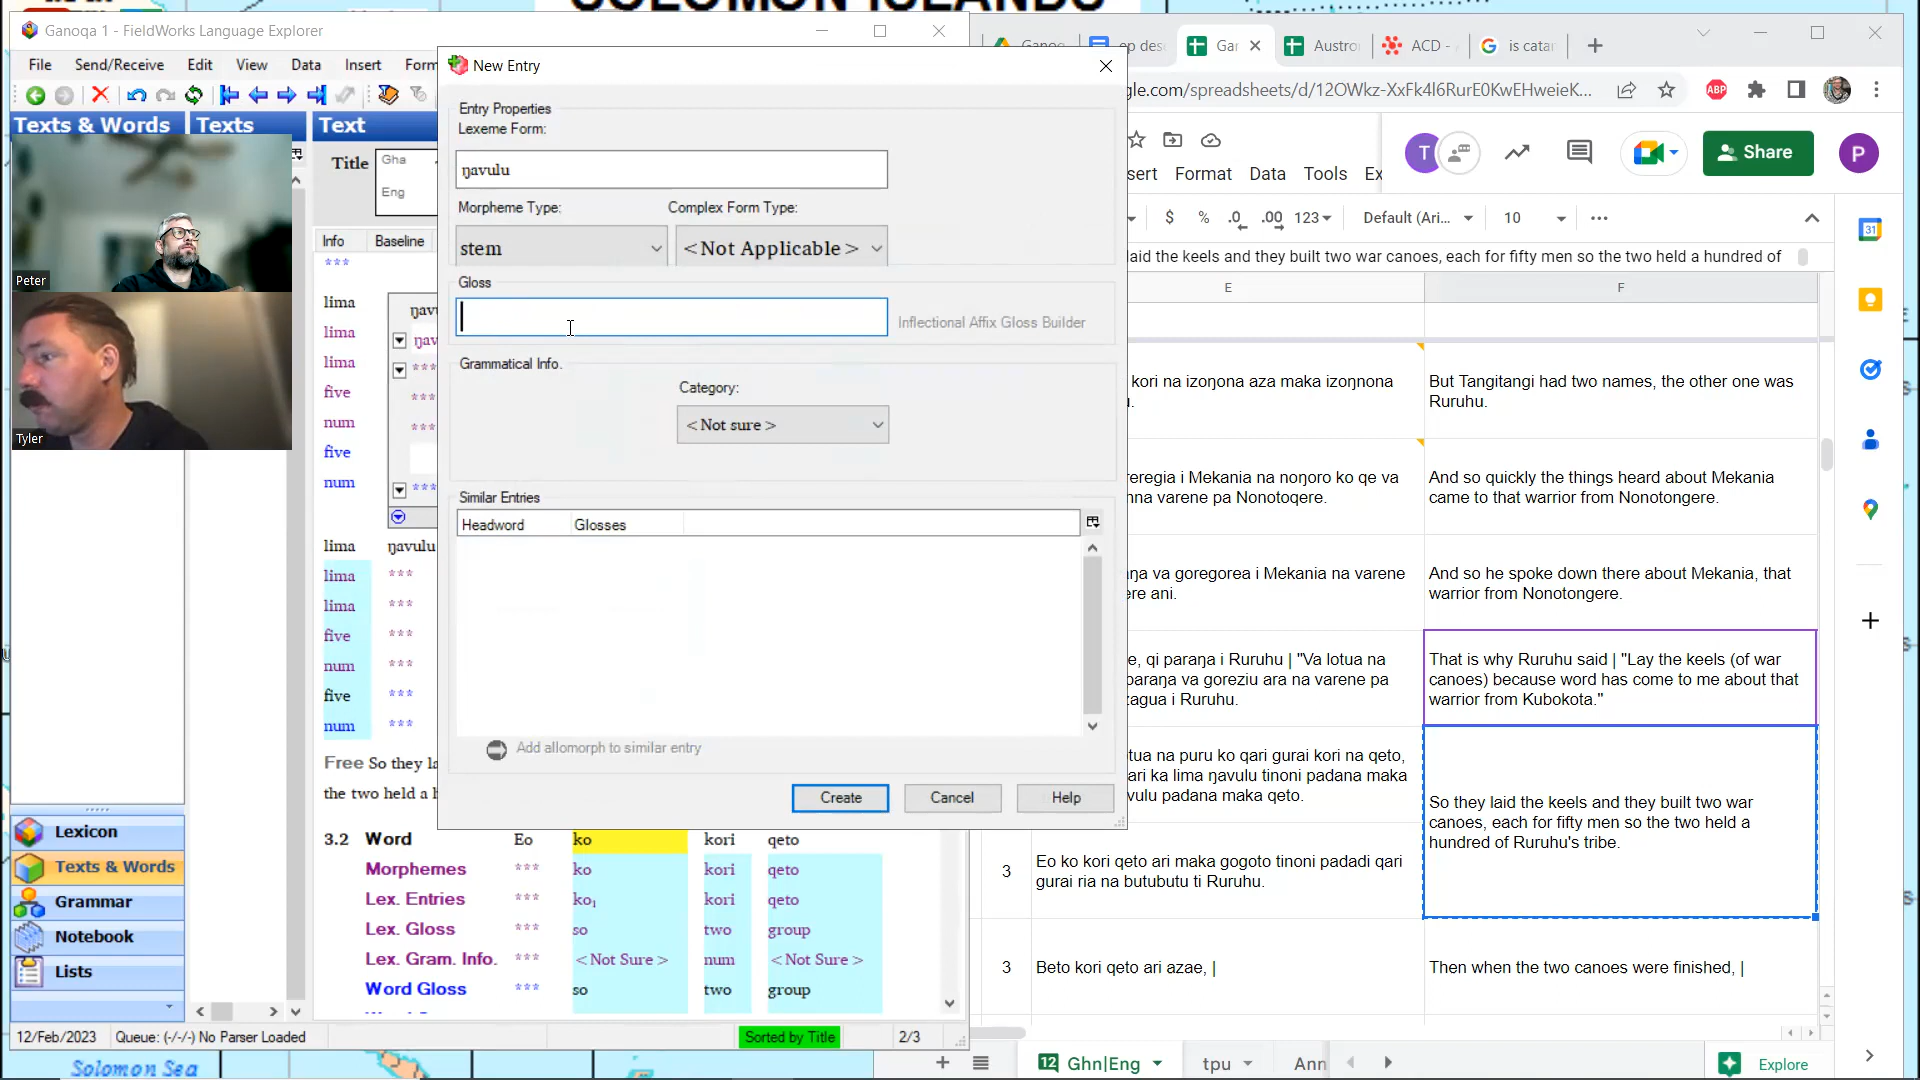 SOLOMON ISLANDS
Ganoqa 1 - FieldWorks Language Explorer
File Send/Receive Edit View Data Insert Form
Texts & Words
Texts
Text
Title
Gha
Eng
Info Baseline
***
Peter
Tyler
lima
lima
lima
five
num
five
num
lima ŋavulu
lima ***
lima ***
five ***
num ***
five ***
num ***
Free So they la
the two held a h
3.2 Word Eo ko kori qeto
Morphemes *** ko kori qeto
Lex. Entries *** ko1 kori qeto
Lex. Gloss *** so two group
Lex. Gram. Info. *** <Not Sure> num <Not Sure>
Word Gloss *** so two group
Lexicon
Texts & Words
Grammar
Notebook
Lists
12/Feb/2023 Queue: (-/-/-) No Parser Loaded Sorted by Title 2/3
Solomon Sea
New Entry
Entry Properties
Lexeme Form:
ŋavulu
Morpheme Type: Complex Form Type:
stem <Not Applicable>
Gloss
Inflectional Affix Gloss Builder
Grammatical Info.
Category:
<Not sure>
Similar Entries
Headword Glosses
Add allomorph to similar entry
Create Cancel Help
ep des
Gar
Austro
ACD -
is catar
gle.com/spreadsheets/d/12OWkz-XxFk4l6RurE0KwEHweieK...
ABP
T
Share
P
sert Format Data Tools Ex
$ % .0 .00 123 Default (Ari... 10
31
laid the keels and they built two war canoes, each for fifty men so the two held a hundred of
E F
kori na izoŋona aza maka izoŋnona
But Tangitangi had two names, the other one was
Ruruhu.
reregia i Mekania na noŋoro ko qe va
nna varene pa Nonotoqere.
And so quickly the things heard about Mekania
came to that warrior from Nonotongere.
ŋa va goregorea i Mekania na varene
ere ani.
And so he spoke down there about Mekania, that
warrior from Nonotongere.
e, qi paraŋa i Ruruhu | "Va lotua na
paraŋa va goreziu ara na varene pa
zagua i Ruruhu.
That is why Ruruhu said | "Lay the keels (of war
canoes) because word has come to me about that
warrior from Kubokota."
tua na puru ko qari gurai kori na qeto,
ari ka lima ŋavulu tinoni padana maka
vulu padana maka qeto.
So they laid the keels and they built two war
canoes, each for fifty men so the two held a
hundred of Ruruhu's tribe.
3 Eo ko kori qeto ari maka gogoto tinoni padadi qari
gurai ria na butubutu ti Ruruhu.
3 Beto kori qeto ari azae, |
Then when the two canoes were finished, |
12 Ghn|Eng tpu Ann
Explore